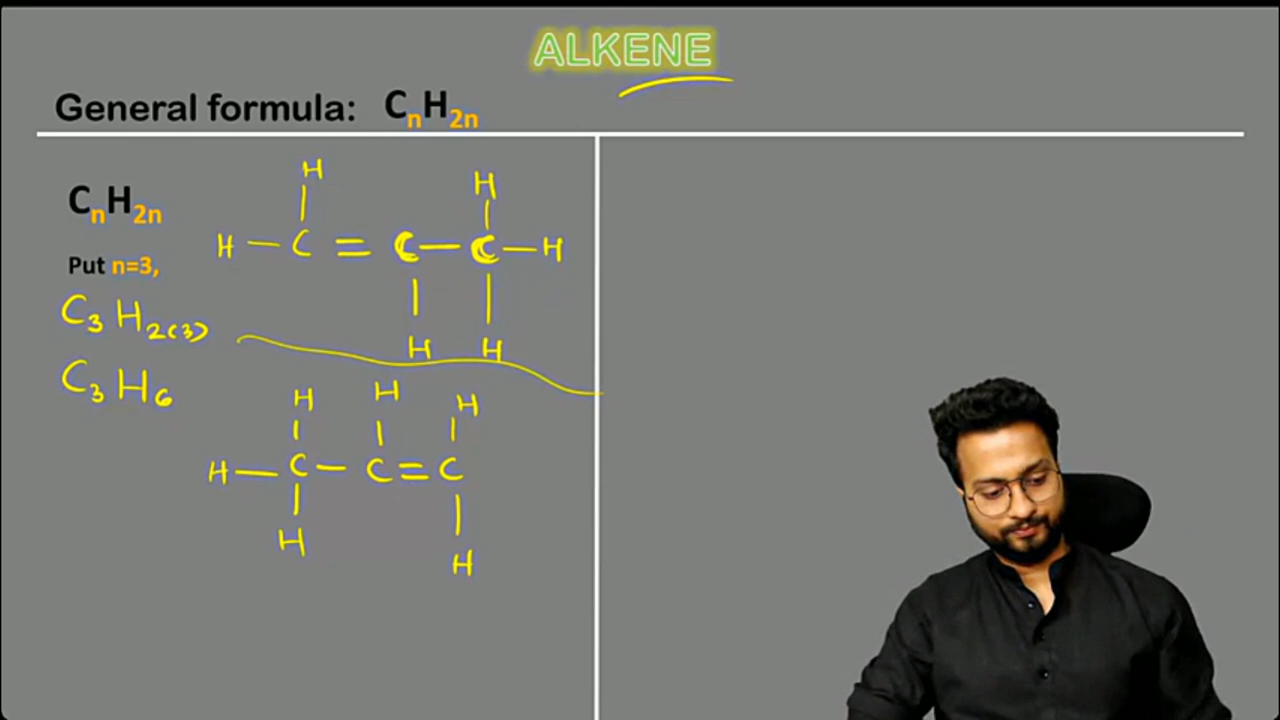 ALKENE
General formula: CnH2n
CnH2n
Put n=3,
C3 H2(3)
C3 H6
H
H
H — C = C — C — H
H H
H H H
H — C — C = C
H
H